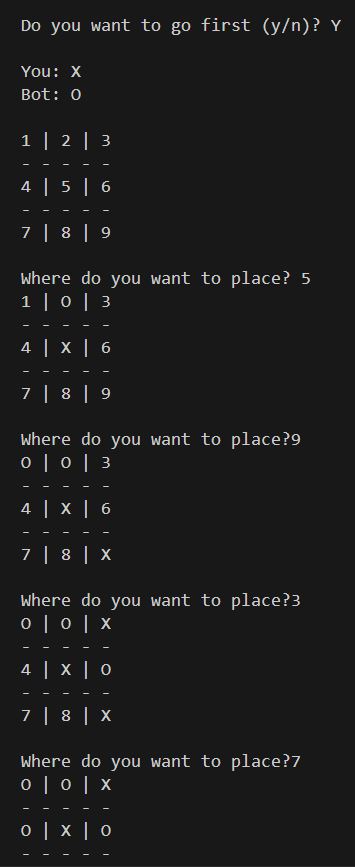 Do you want to go first (y/n)? Y
You: X
Bot: O
1 | 2 | 3
- - - - -
4 | 5 | 6
- - - - -
7 | 8 | 9
Where do you want to place? 5
1 | O | 3
- - - - -
4 | X | 6
- - - - -
7 | 8 | 9
Where do you want to place?9
O | O | 3
- - - - -
4 | X | 6
- - - - -
7 | 8 | X
Where do you want to place?3
O | O | X
- - - - -
4 | X | O
- - - - -
7 | 8 | X
Where do you want to place?7
O | O | X
- - - - -
O | X | O
- - - - -